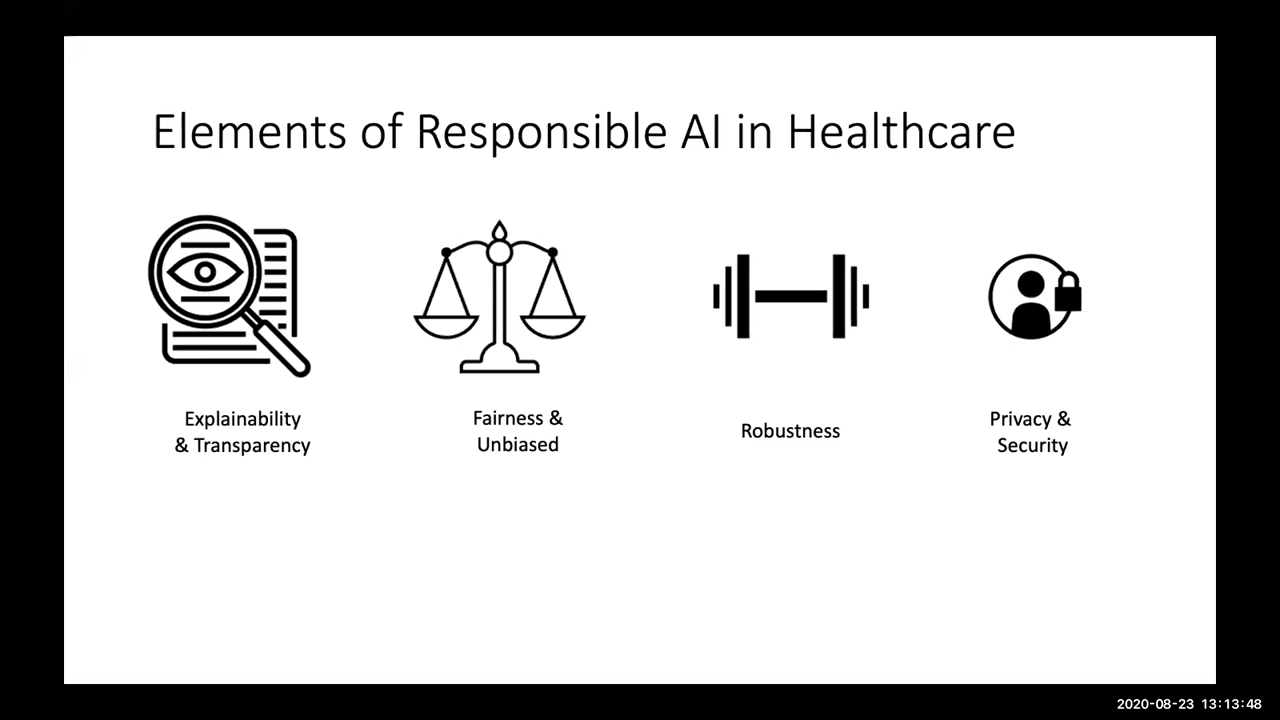 Elements of Responsible AI in Healthcare
Explainability
& Transparency
Fairness &
Unbiased
Robustness
Privacy &
Security
2020-08-23 13:13:48